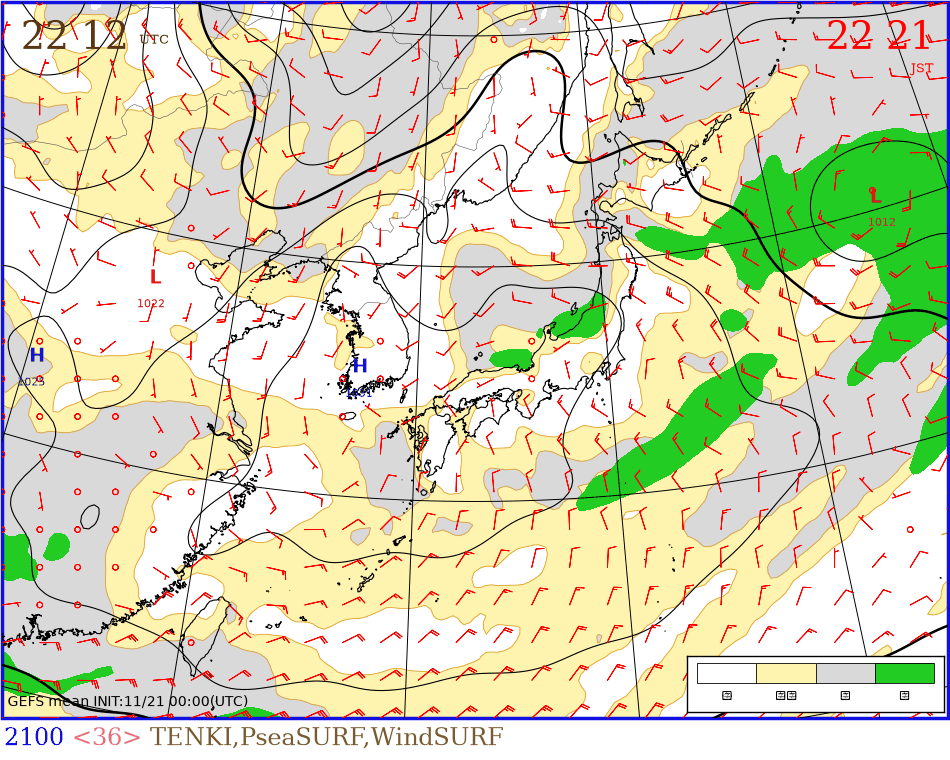 22 12 UTC
22 21
JST
L
1012
L
1022
H
1023
H
GEFS mean INIT:11/21 00:00(UTC)
2100 <36> TENKI,PseaSURF,WindSURF